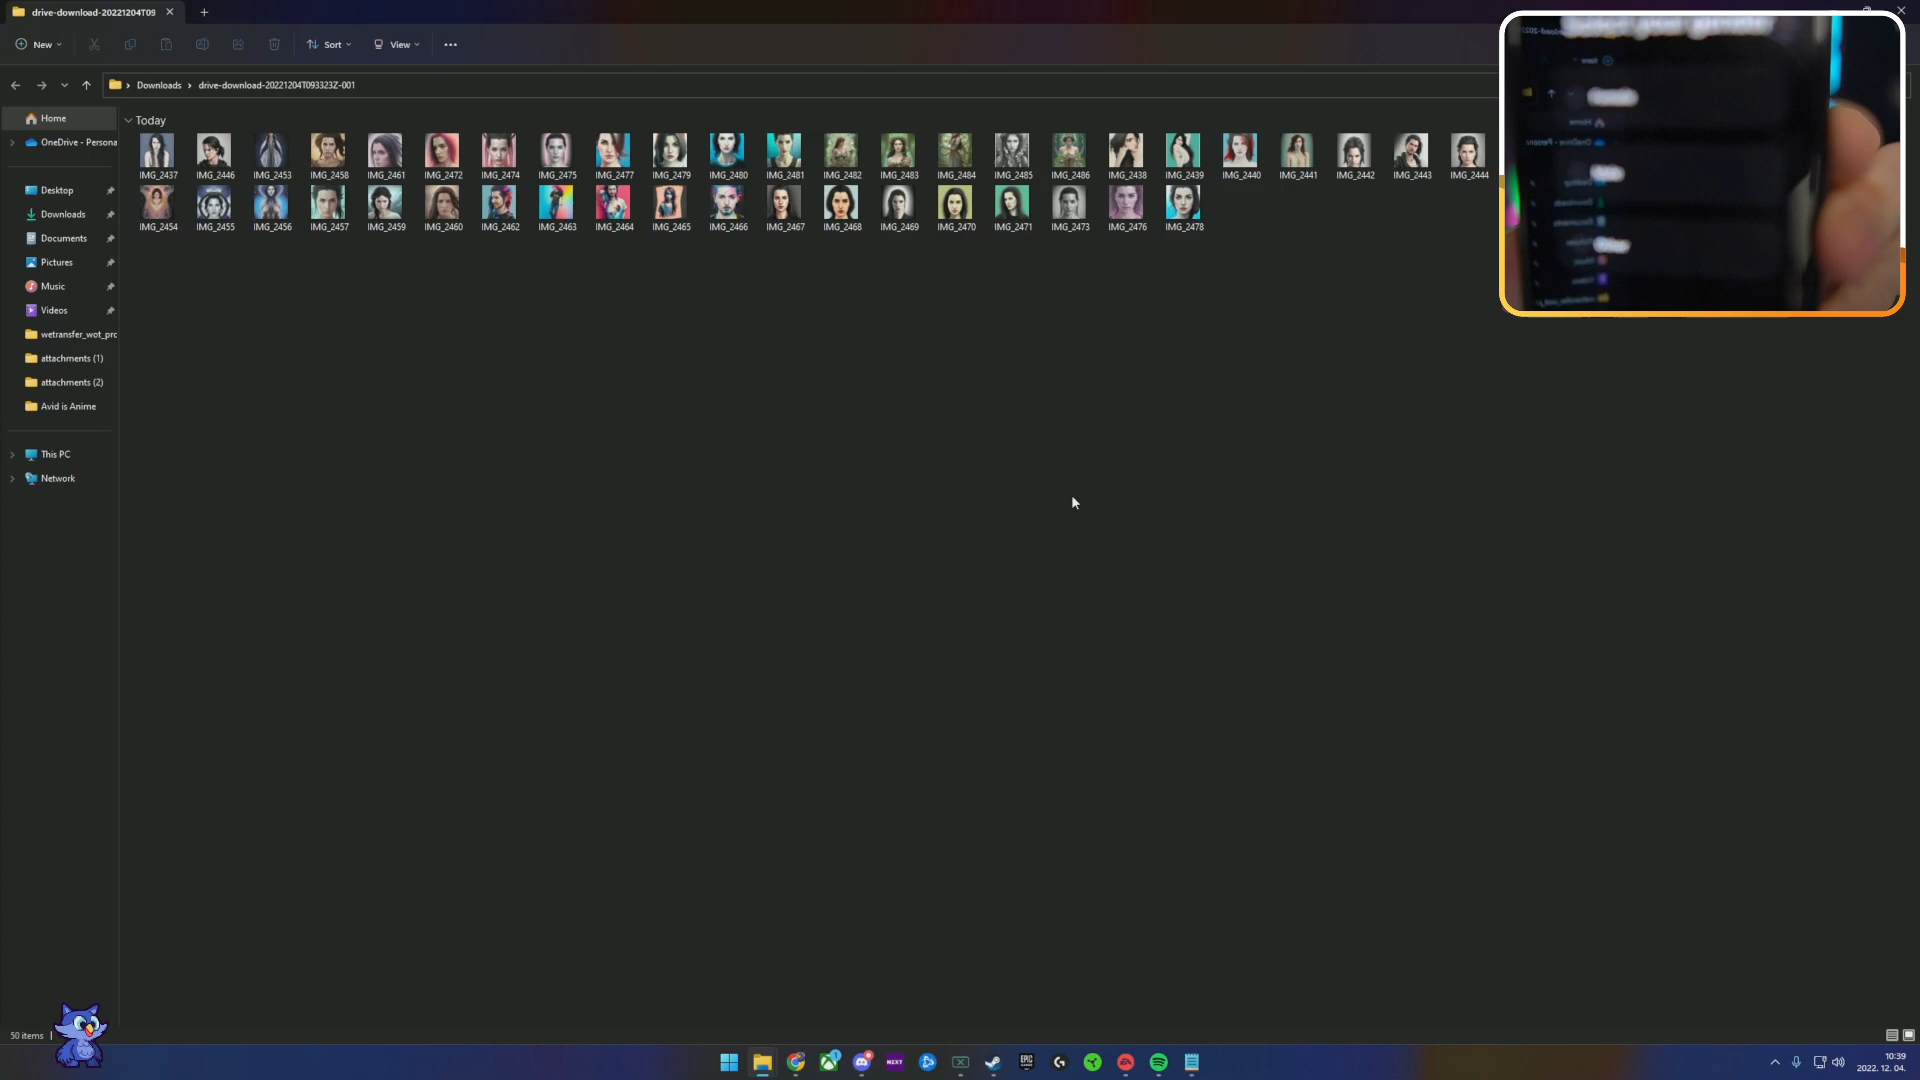 drive-download-20221204T09
New
Sort
View
Downloads
drive-download-20221204T093323Z-001
Home
OneDrive - Persona
Desktop
Downloads
Documents
Pictures
Music
Videos
wetransfer_wot_pro
attachments (1)
attachments (2)
Avid is Anime
This PC
Network
Today
IMG_2437 IMG_2446 IMG_2453 IMG_2458 IMG_2461 IMG_2472 IMG_2474 IMG_2475 IMG_2477 IMG_2479 IMG_2480 IMG_2481 IMG_2482 IMG_2483 IMG_2484 IMG_2485 IMG_2486 IMG_2438 IMG_2439 IMG_2440 IMG_2441 IMG_2442 IMG_2443 IMG_2444
IMG_2454 IMG_2455 IMG_2456 IMG_2457 IMG_2459 IMG_2460 IMG_2462 IMG_2463 IMG_2464 IMG_2465 IMG_2466 IMG_2467 IMG_2468 IMG_2469 IMG_2470 IMG_2471 IMG_2473 IMG_2476 IMG_2478
50 items
NEXT
EPIC
EA
10:39
2022. 12. 04.